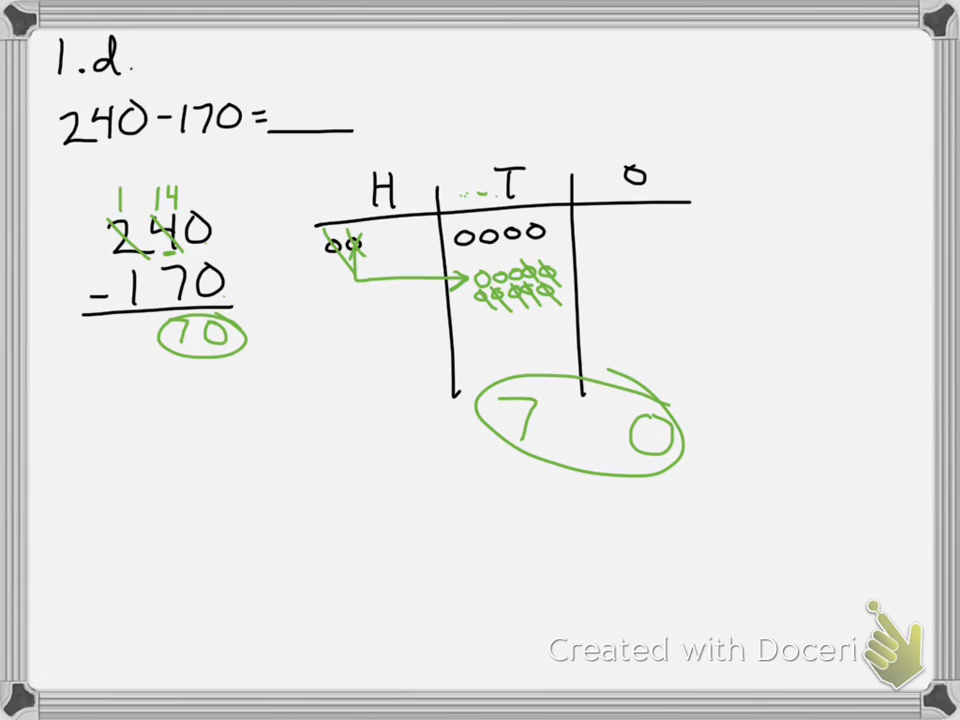 1.d.
240-170=____
1 14
240
-170
70
H T O
7 0
Created with Doceri